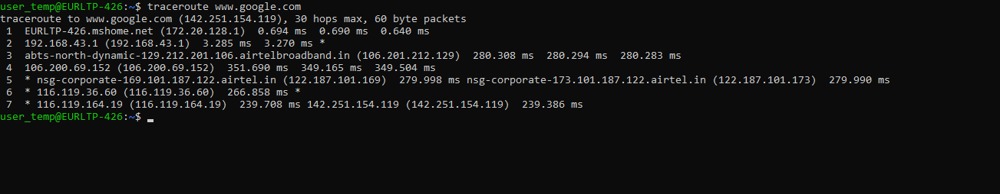 user_temp@EURLTP-426:~$ traceroute www.google.com
traceroute to www.google.com (142.251.154.119), 30 hops max, 60 byte packets
 1  EURLTP-426.mshome.net (172.20.128.1)  0.694 ms  0.690 ms  0.640 ms
 2  192.168.43.1 (192.168.43.1)  3.285 ms  3.270 ms *
 3  abts-north-dynamic-129.212.201.106.airtelbroadband.in (106.201.212.129)  280.308 ms  280.294 ms  280.283 ms
 4  106.200.69.152 (106.200.69.152)  351.690 ms  349.165 ms  349.504 ms
 5  * nsg-corporate-169.101.187.122.airtel.in (122.187.101.169)  279.998 ms nsg-corporate-173.101.187.122.airtel.in (122.187.101.173)  279.990 ms
 6  * 116.119.36.60 (116.119.36.60)  266.858 ms *
 7  * 116.119.164.19 (116.119.164.19)  239.708 ms 142.251.154.119 (142.251.154.119)  239.386 ms
user_temp@EURLTP-426:~$